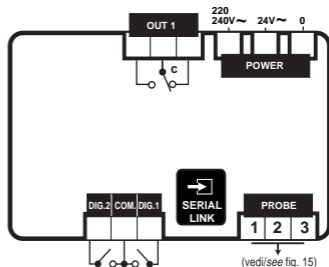 OUT 1
220
240V~ 24V~ 0
C
POWER
DIG.2 COM. DIG.1
SERIAL
LINK
PROBE
1 2 3
(vedi/see fig. 15)